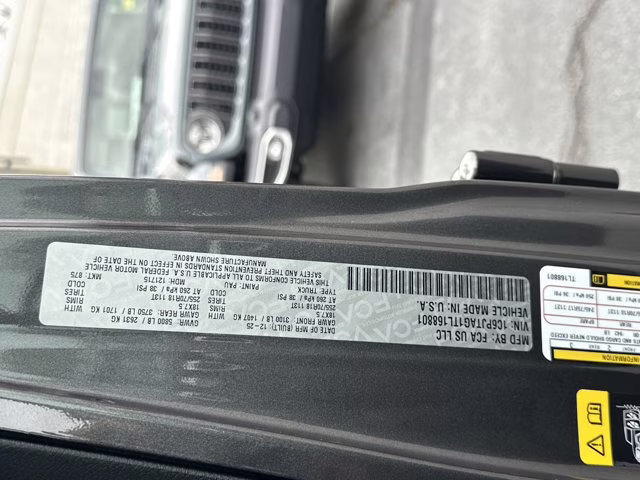 MFD. BY: FCA US LLC
VIN: 1C6PJTAG1TL168801
VEHICLE MADE IN: U.S.A.
DATE OF MFR (BUILT): 12-25
GVWR: 5800 LB 2631 KG
GAWR FRONT: 3100 LB 1407 KG
GAWR REAR: 3750 LB 1701 KG
18X7.5 RIMS 18X7.5
255/70R18 113T TIRES 255/70R18 113T
AT 260 kPa / 38 PSI COLD AT 260 kPa / 38 PSI
TYPE: TRUCK PAINT: PAU MDH: 121715 MKT: 875
THIS VEHICLE CONFORMS TO ALL APPLICABLE U.S.A. FEDERAL MOTOR VEHICLE
SAFETY AND THEFT PREVENTION STANDARDS IN EFFECT ON THE DATE OF
MANUFACTURE SHOWN ABOVE
INFORMATION
TL168801
SPARE